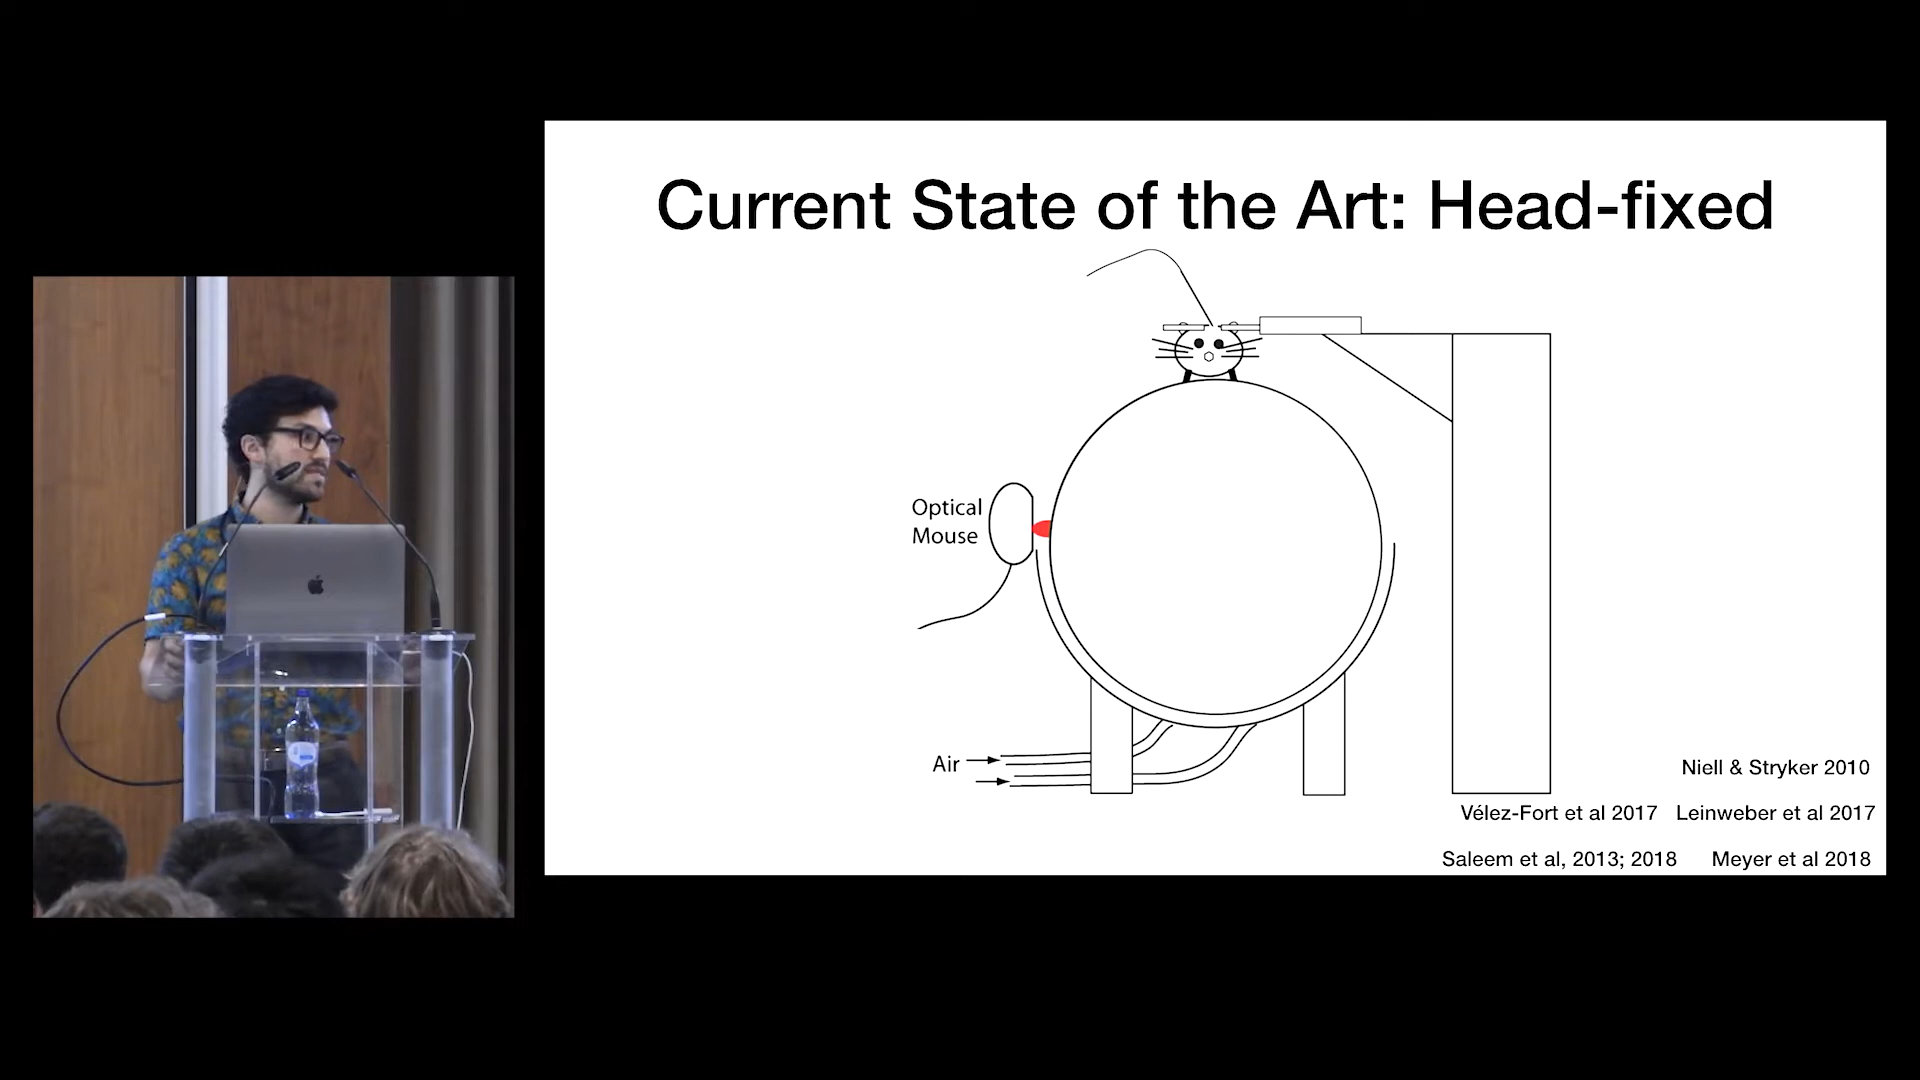 Current State of the Art: Head-fixed
Optical
Mouse
Air
Niell & Stryker 2010
Vélez-Fort et al 2017 Leinweber et al 2017
Saleem et al, 2013; 2018 Meyer et al 2018